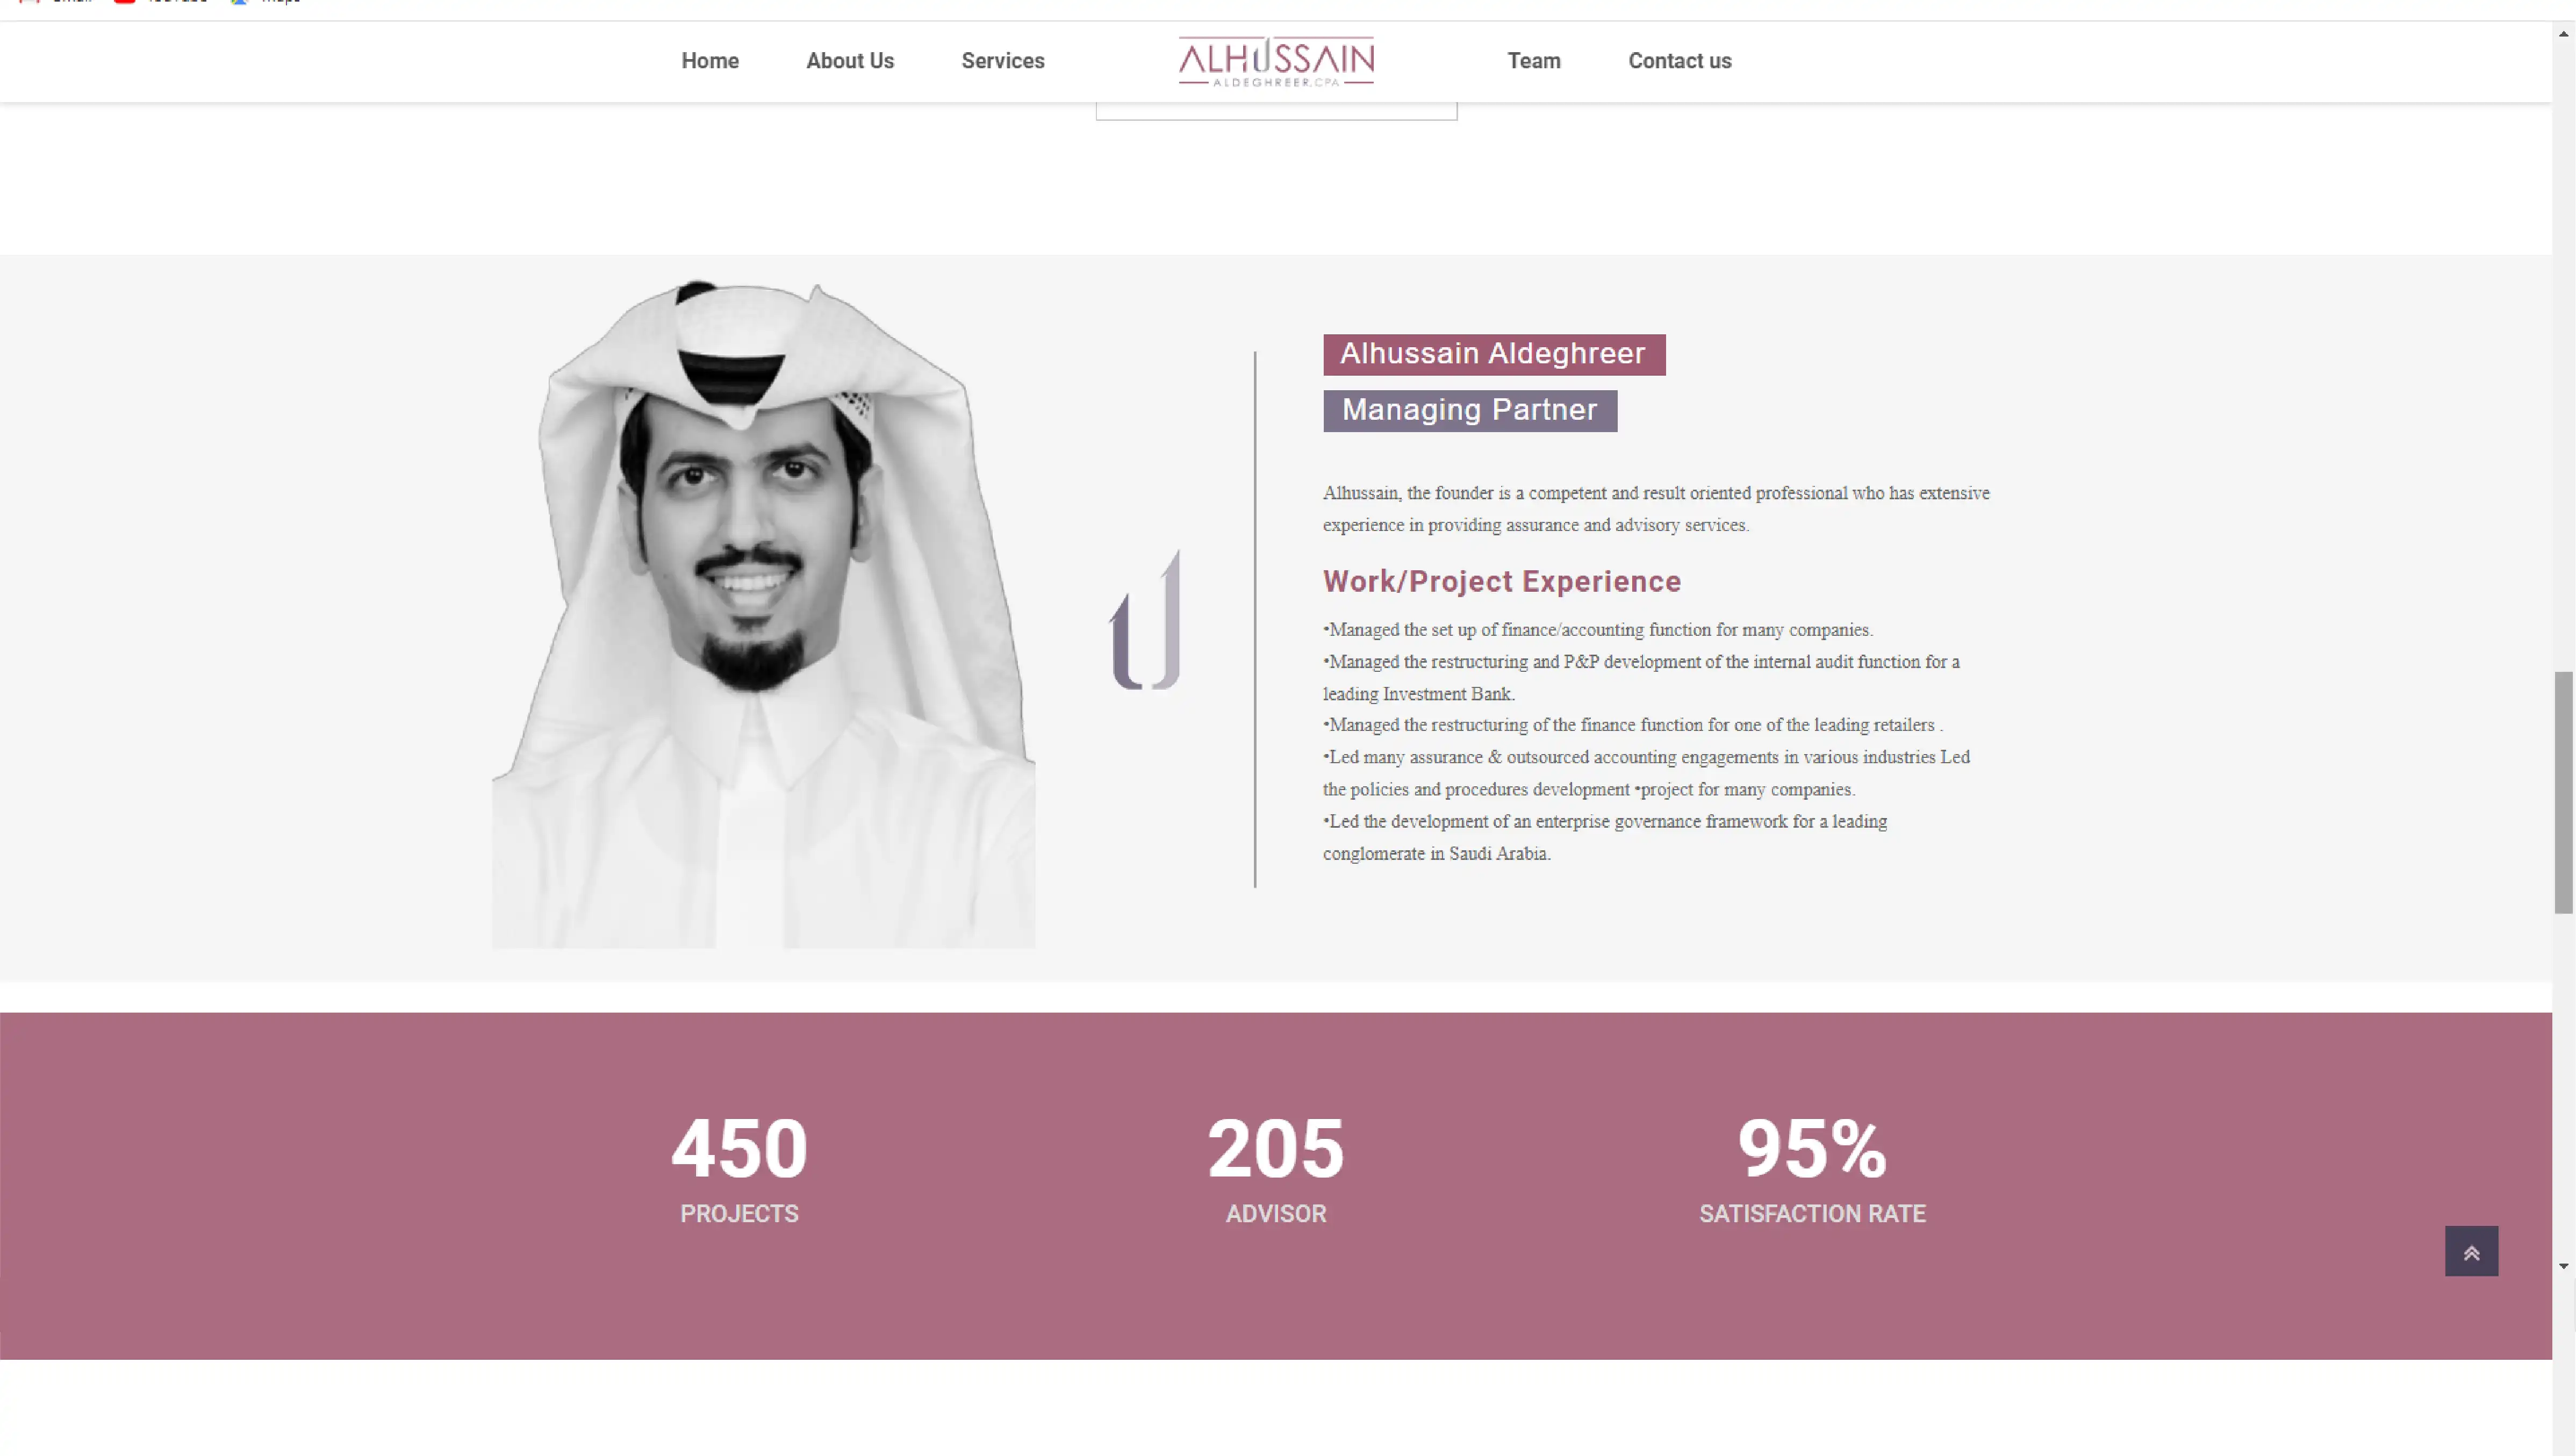 Home About Us Services ALHUSSAIN Team Contact us
ALDEGHREER.CPA
Alhussain Aldeghreer
Managing Partner
Alhussain, the founder is a competent and result oriented professional who has extensive
experience in providing assurance and advisory services.
Work/Project Experience
•Managed the set up of finance/accounting function for many companies.
•Managed the restructuring and P&P development of the internal audit function for a
leading Investment Bank.
•Managed the restructuring of the finance function for one of the leading retailers .
•Led many assurance & outsourced accounting engagements in various industries Led
the policies and procedures development •project for many companies.
•Led the development of an enterprise governance framework for a leading
conglomerate in Saudi Arabia.
450 205 95%
PROJECTS ADVISOR SATISFACTION RATE